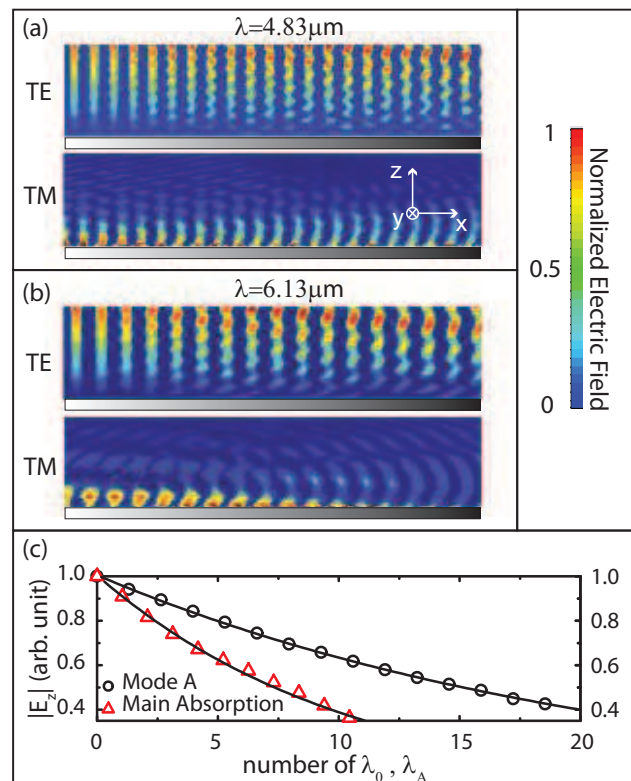 (a)
λ=4.83μm
TE
TM
z
y
x
(b)
λ=6.13μm
TE
TM
1
0.5
0
Normalized Electric Field
(c)
1.0
0.8
0.6
0.4
|E_z| (arb. unit)
Mode A
Main Absorption
1.0
0.8
0.6
0.4
0 5 10 15 20
number of λ₀ , λ_A